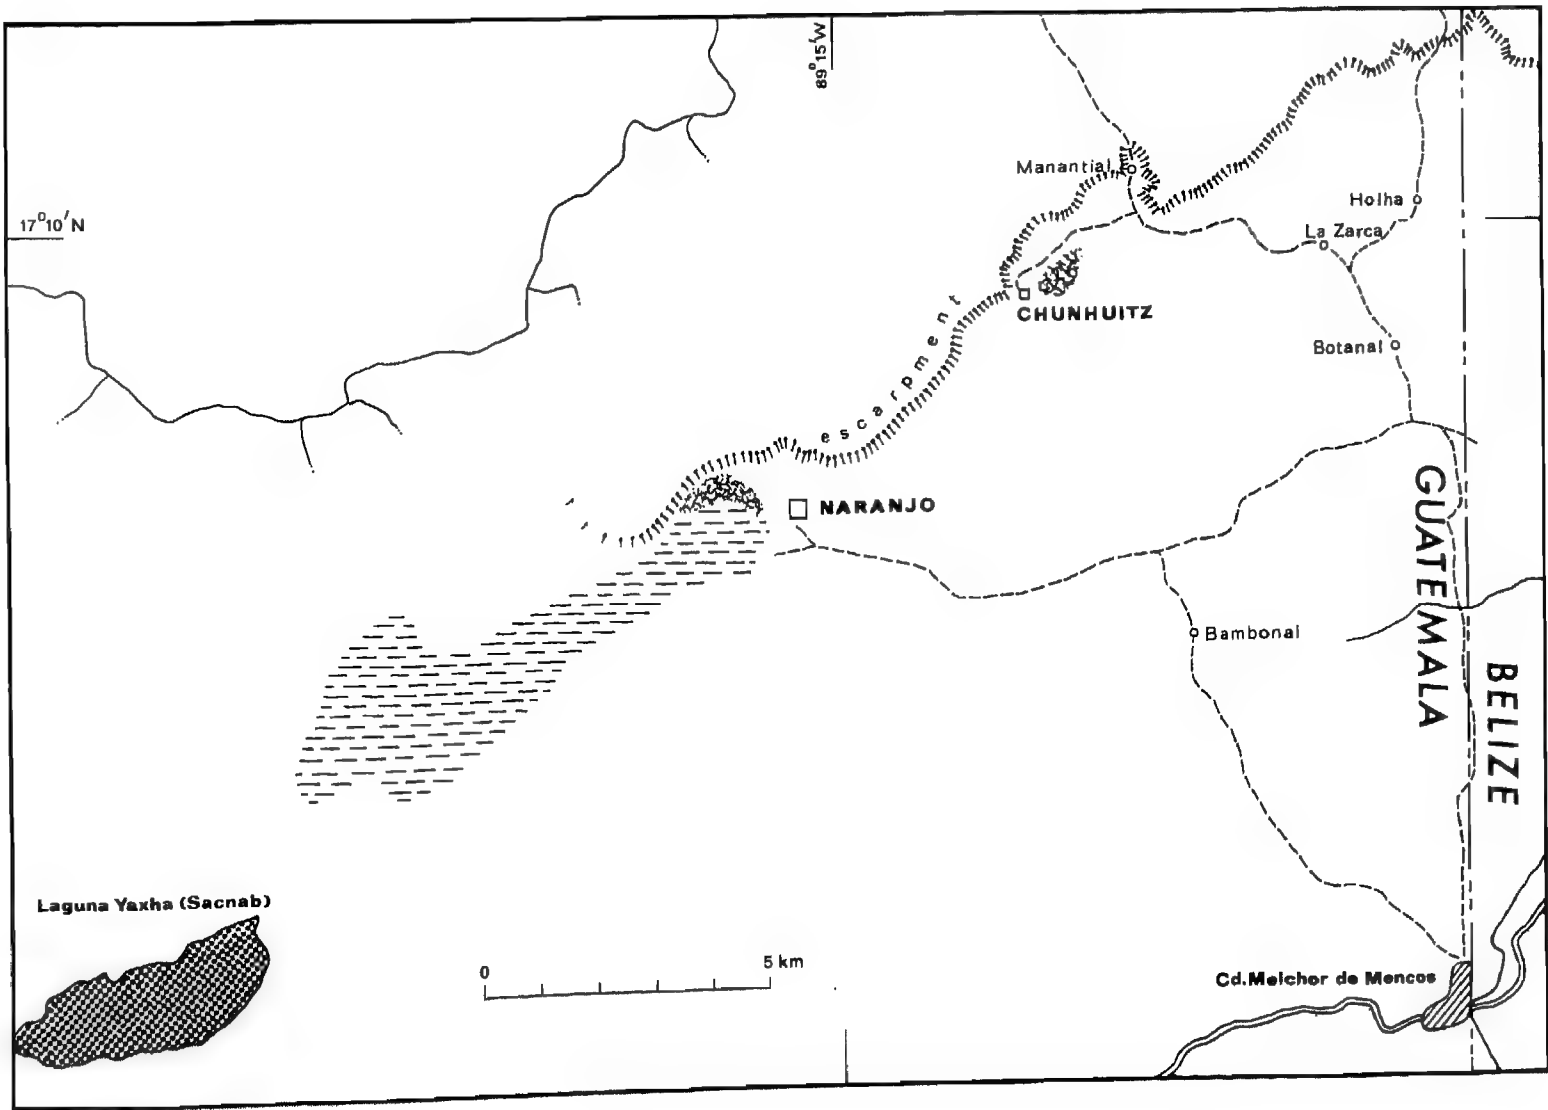 89°15'W
Manantial
17°10'N
Holha
La Zarca
CHUNHUITZ
Botanal
escarpment
NARANJO
GUATEMALA
Bambonal
BELIZE
Laguna Yaxha (Sacnab)
0 5 km
Cd.Melchor de Mencos